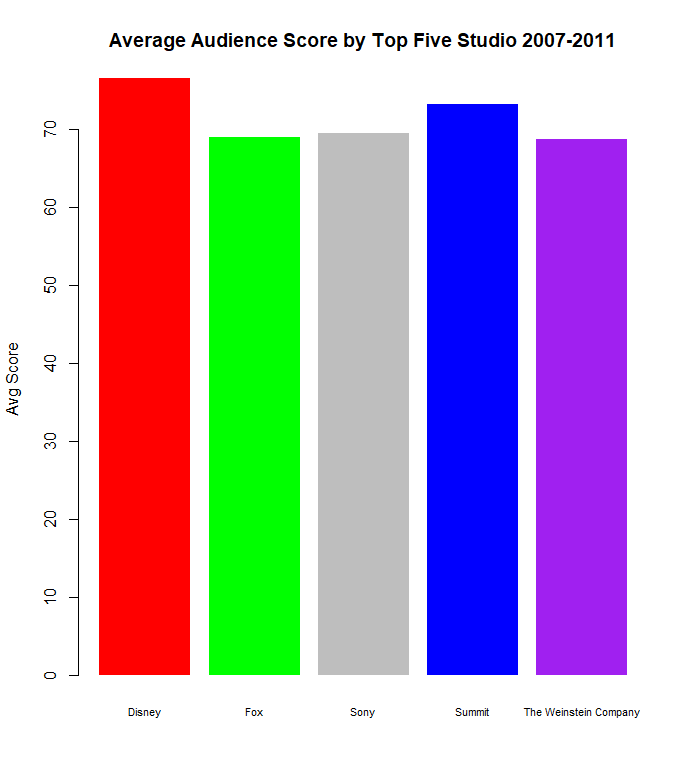 Average Audience Score by Top Five Studio 2007-2011
Avg Score
70
60
50
40
30
20
10
0
Disney Fox Sony Summit The Weinstein Company